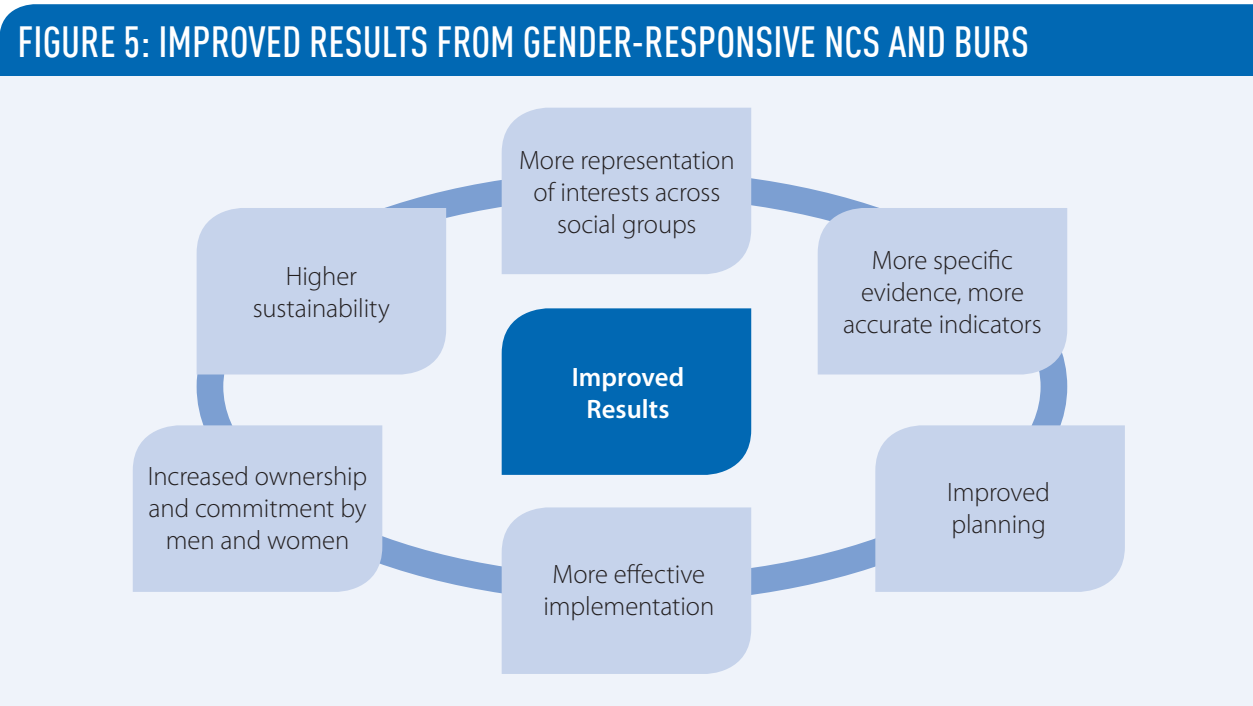 FIGURE 5: IMPROVED RESULTS FROM GENDER-RESPONSIVE NCS AND BURS
More representation
of interests across
social groups
More specific
evidence, more
accurate indicators
Improved
planning
More effective
implementation
Increased ownership
and commitment by
men and women
Higher
sustainability
Improved
Results